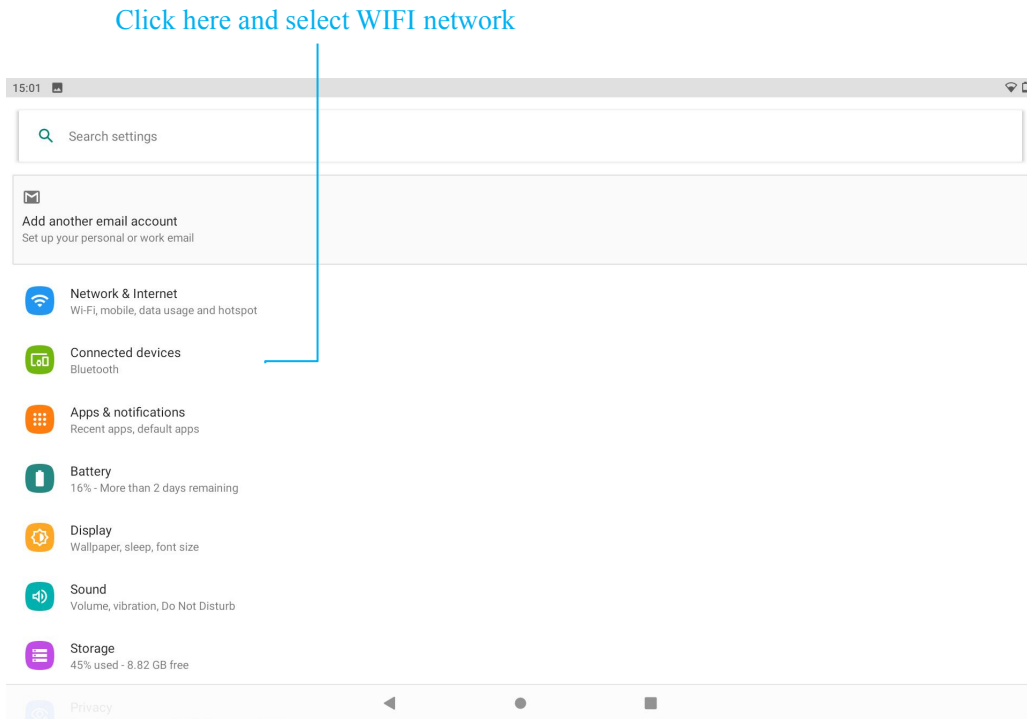 Click here and select WIFI network
15:01
Search settings
Add another email account
Set up your personal or work email
Network & Internet
Wi-Fi, mobile, data usage and hotspot
Connected devices
Bluetooth
Apps & notifications
Recent apps, default apps
Battery
16% - More than 2 days remaining
Display
Wallpaper, sleep, font size
Sound
Volume, vibration, Do Not Disturb
Storage
45% used - 8.82 GB free
Privacy